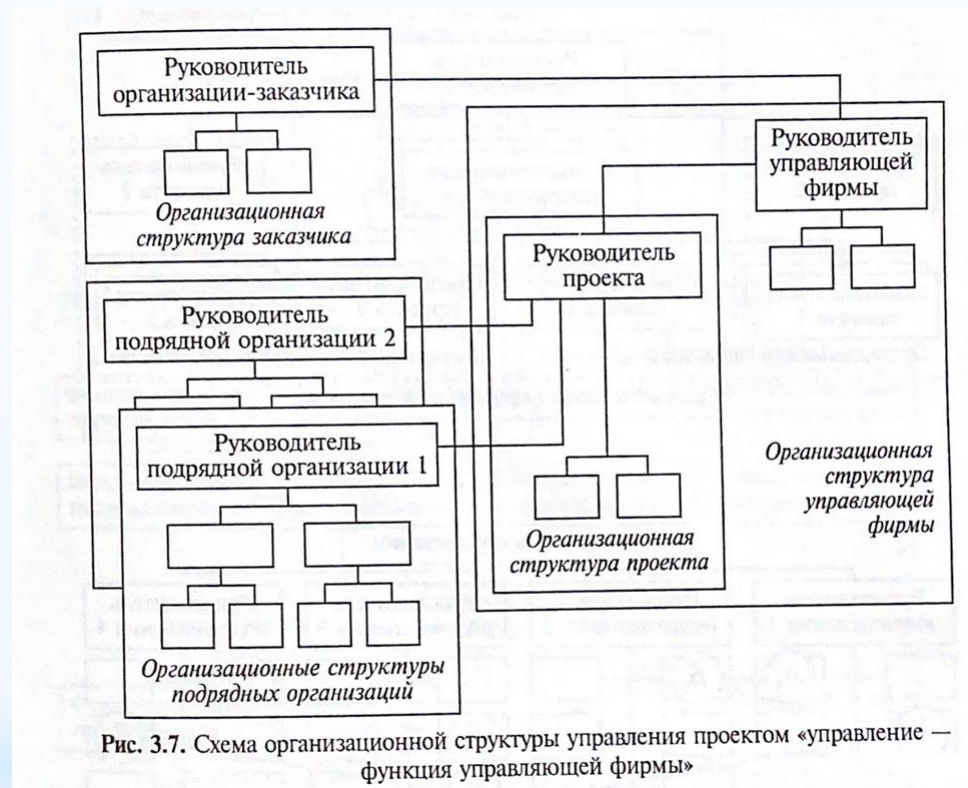 Руководитель
организации-заказчика
Организационная
структура заказчика
Руководитель
управляющей
фирмы
Руководитель
проекта
Руководитель
подрядной организации 2
Руководитель
подрядной организации 1
Организационная
структура
управляющей
фирмы
Организационная
структура проекта
Организационные структуры
подрядных организаций
Рис. 3.7. Схема организационной структуры управления проектом «управление —
функция управляющей фирмы»